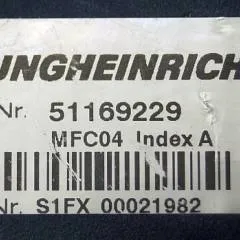 UNGHEINRICH
Nr. 51169229
MFC04 Index A
Nr. S1FX 00021982